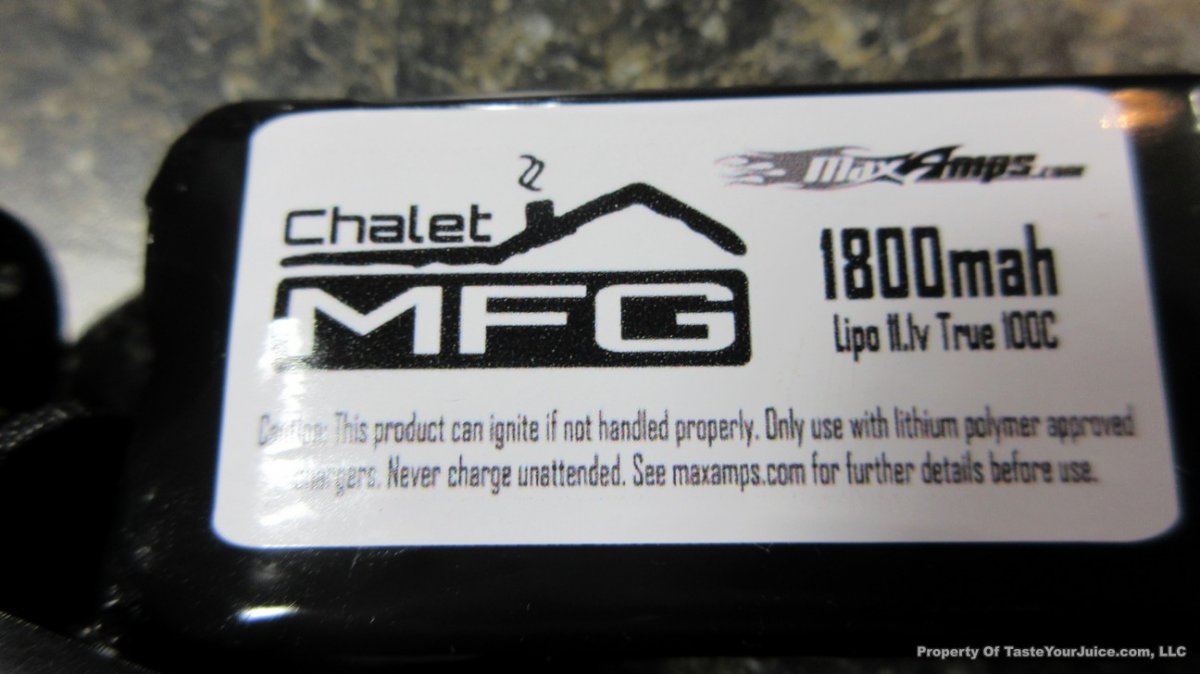 MaxAmps.com
Chalet
MFG
1800mah
Lipo 11.1v True 100C
Caution: This product can ignite if not handled properly. Only use with lithium polymer approved
chargers. Never charge unattended. See maxamps.com for further details before use.
Property Of TasteYourJuice.com, LLC